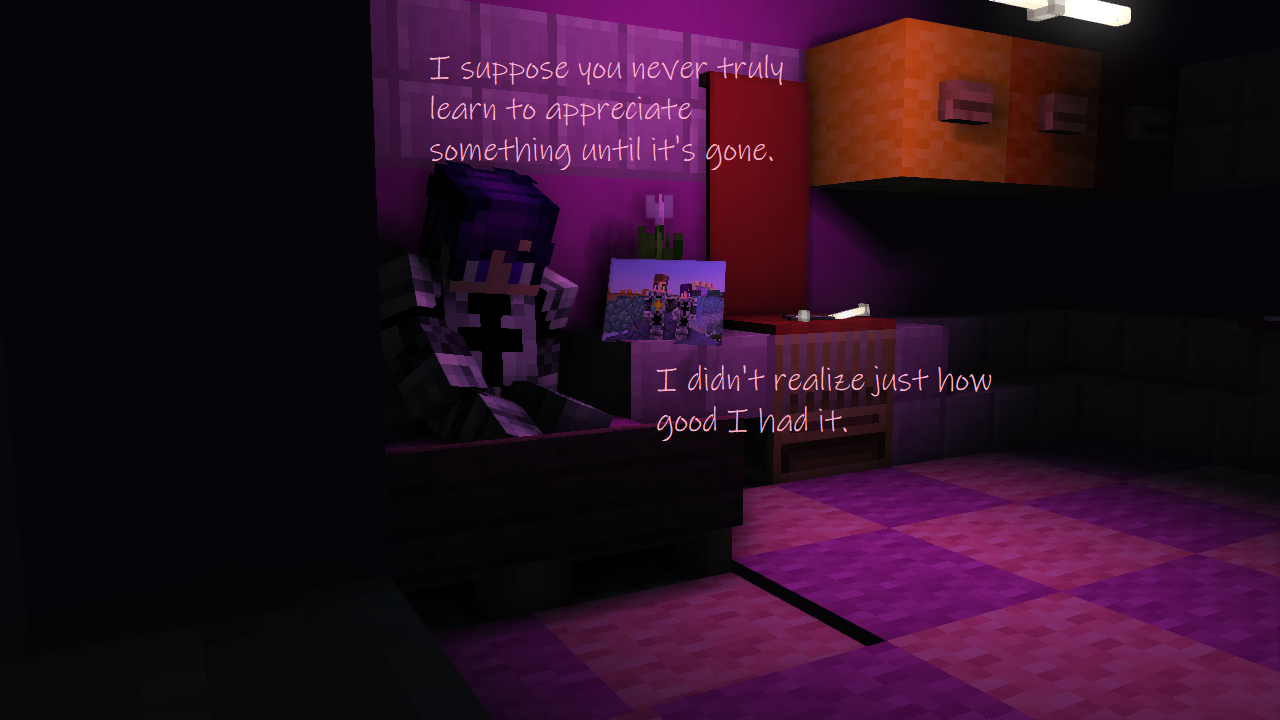 I suppose you never truly
learn to appreciate
something until it's gone.
I didn't realize just how
good I had it.